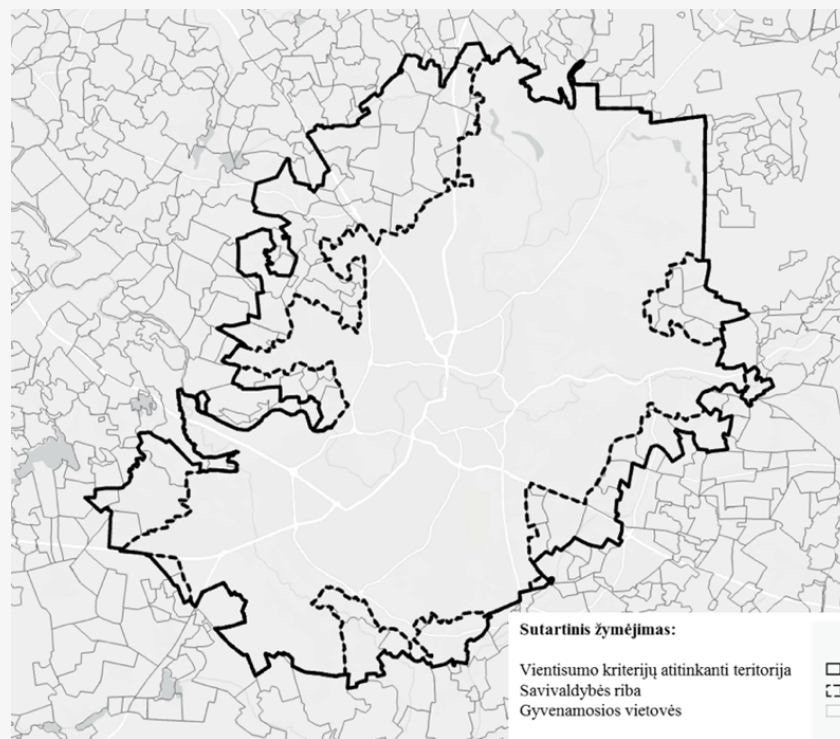 Sutartinis žymėjimas:
Vientisumo kriterijų atitinkanti teritorija
Savivaldybės riba
Gyvenamosios vietovės